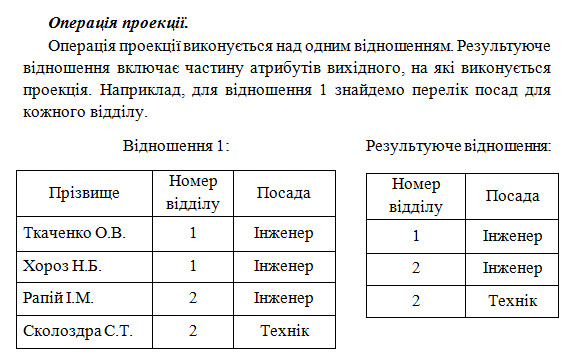 Операція проекції.
Операція проекції виконується над одним відношенням. Результуюче
відношення включає частину атрибутів вихідного, на які виконується
проекція. Наприклад, для відношення 1 знайдемо перелік посад для
кожного відділу.
Відношення 1:
Прізвище Номер відділу Посада
Ткаченко О.В. 1 Інженер
Хороз Н.Б. 1 Інженер
Рапій І.М. 2 Інженер
Сколоздра С.Т. 2 Технік
Результуюче відношення:
Номер відділу Посада
1 Інженер
2 Інженер
2 Технік